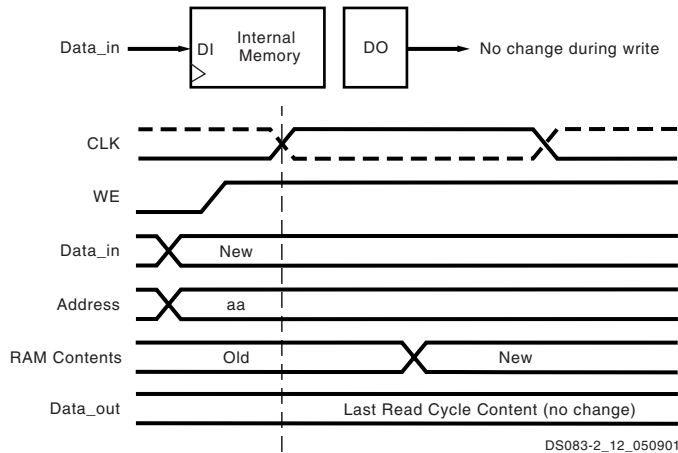 Data_in
DI
Internal
Memory
DO
No change during write
CLK
WE
Data_in
New
Address
aa
RAM Contents
Old
New
Data_out
Last Read Cycle Content (no change)
DS083-2_12_050901